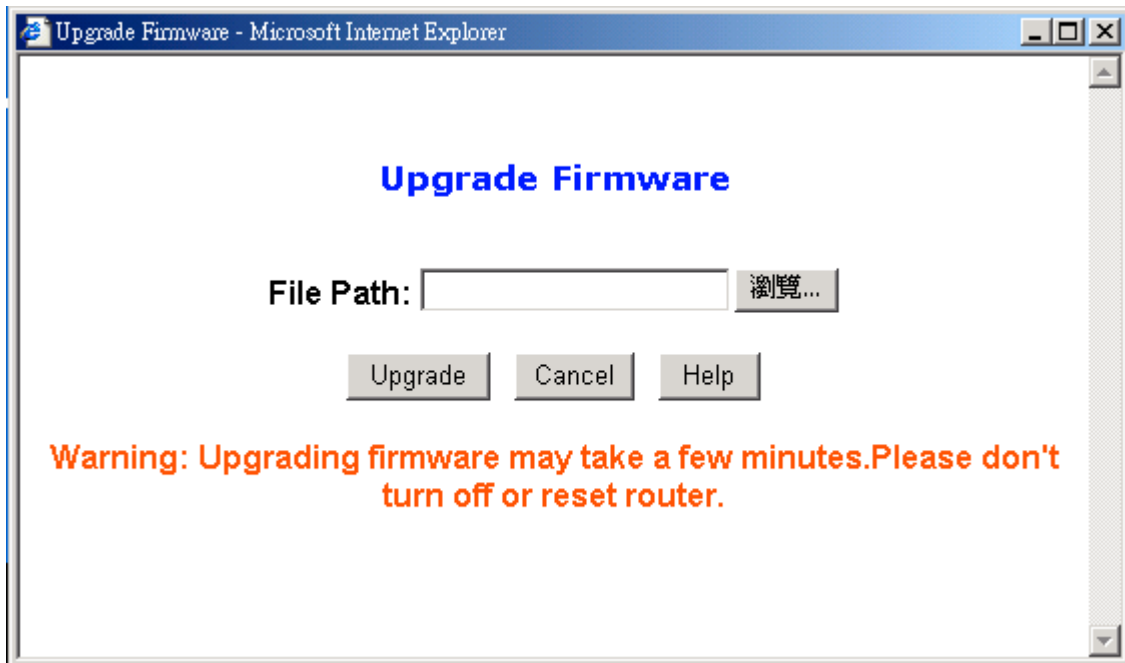 Upgrade Firmware - Microsoft Internet Explorer
Upgrade Firmware
File Path: 瀏覽...
Upgrade Cancel Help
Warning: Upgrading firmware may take a few minutes.Please don't
turn off or reset router.